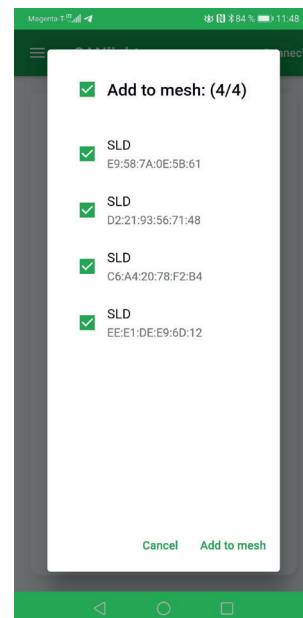 Magenta-T 84 % 11:48
Add to mesh: (4/4)
SLD
E9:58:7A:0E:5B:61
SLD
D2:21:93:56:71:48
SLD
C6:A4:20:78:F2:B4
SLD
EE:E1:DE:E9:6D:12
Cancel Add to mesh